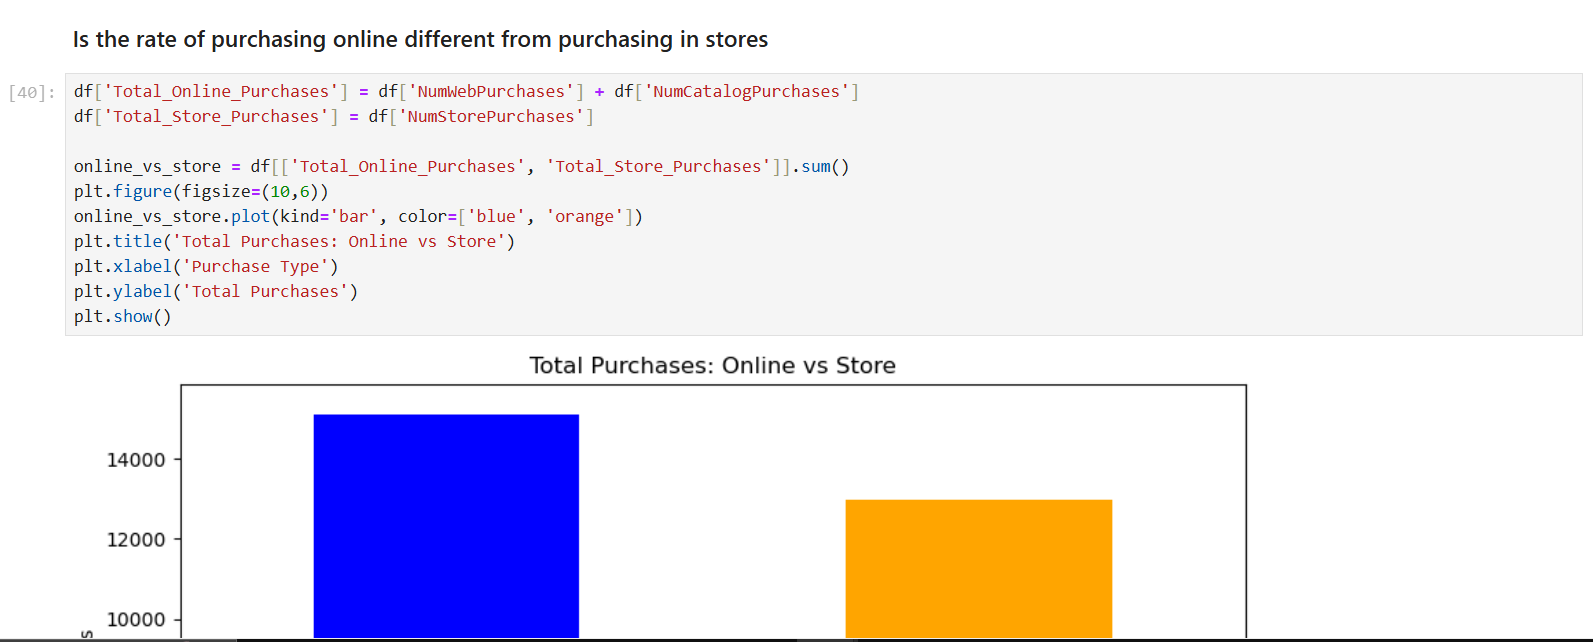 Is the rate of purchasing online different from purchasing in stores
[40]:
df['Total_Online_Purchases'] = df['NumWebPurchases'] + df['NumCatalogPurchases']
df['Total_Store_Purchases'] = df['NumStorePurchases']
online_vs_store = df[['Total_Online_Purchases', 'Total_Store_Purchases']].sum()
plt.figure(figsize=(10,6))
online_vs_store.plot(kind='bar', color=['blue', 'orange'])
plt.title('Total Purchases: Online vs Store')
plt.xlabel('Purchase Type')
plt.ylabel('Total Purchases')
plt.show()
Total Purchases: Online vs Store
14000
12000
10000